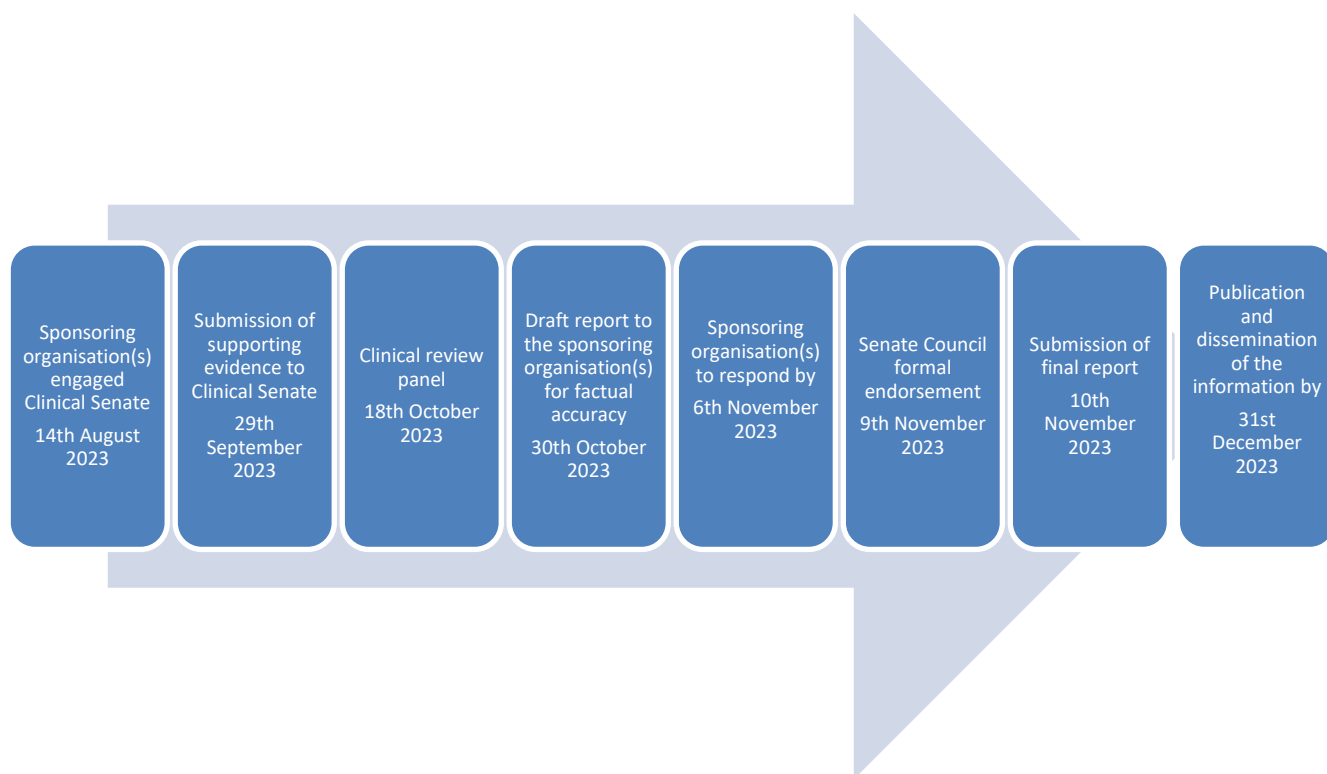 Sponsoring
organisation(s)
engaged
Clinical Senate
14th August
2023
Submission of
supporting
evidence to
Clinical Senate
29th
September
2023
Clinical review
panel
18th October
2023
Draft report to
the sponsoring
organisation(s)
for factual
accuracy
30th October
2023
Sponsoring
organisation(s)
to respond by
6th November
2023
Senate Council
formal
endorsement
9th November
2023
Submission of
final report
10th
November
2023
Publication
and
dissemination
of the
information by
31st
December
2023